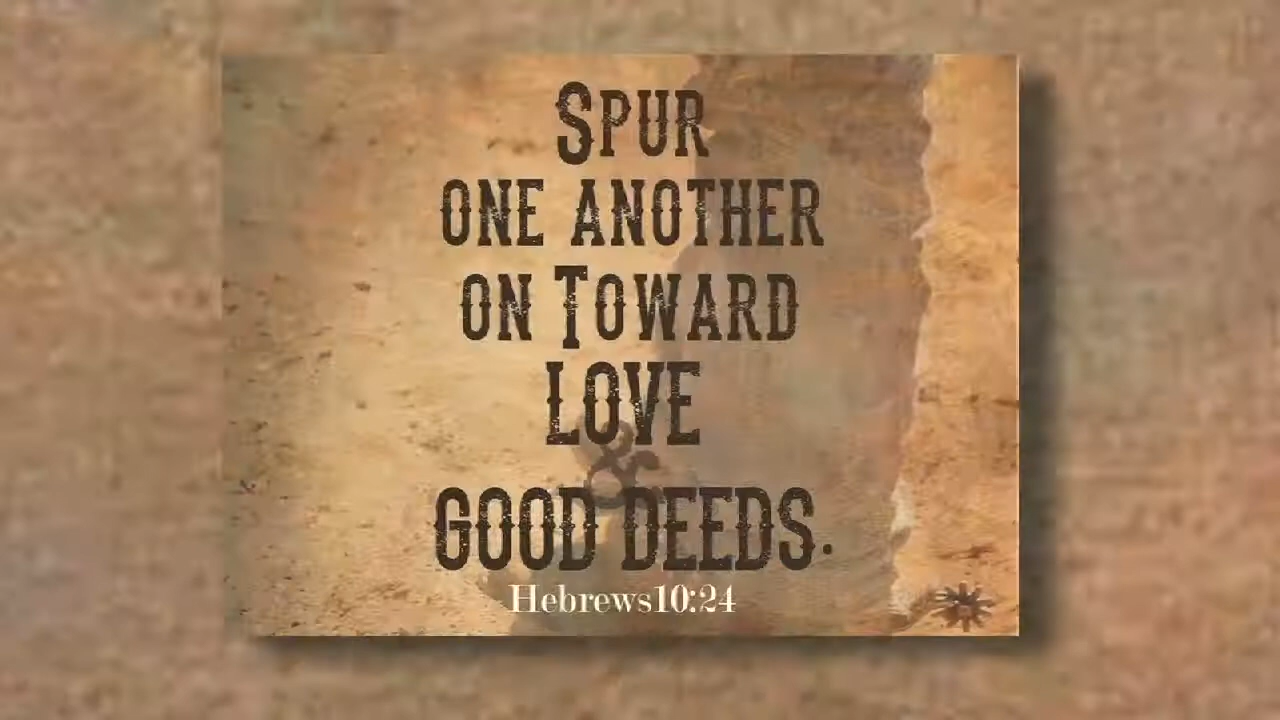 Spur
one another
on Toward
Love
&
Good Deeds.
Hebrews10:24